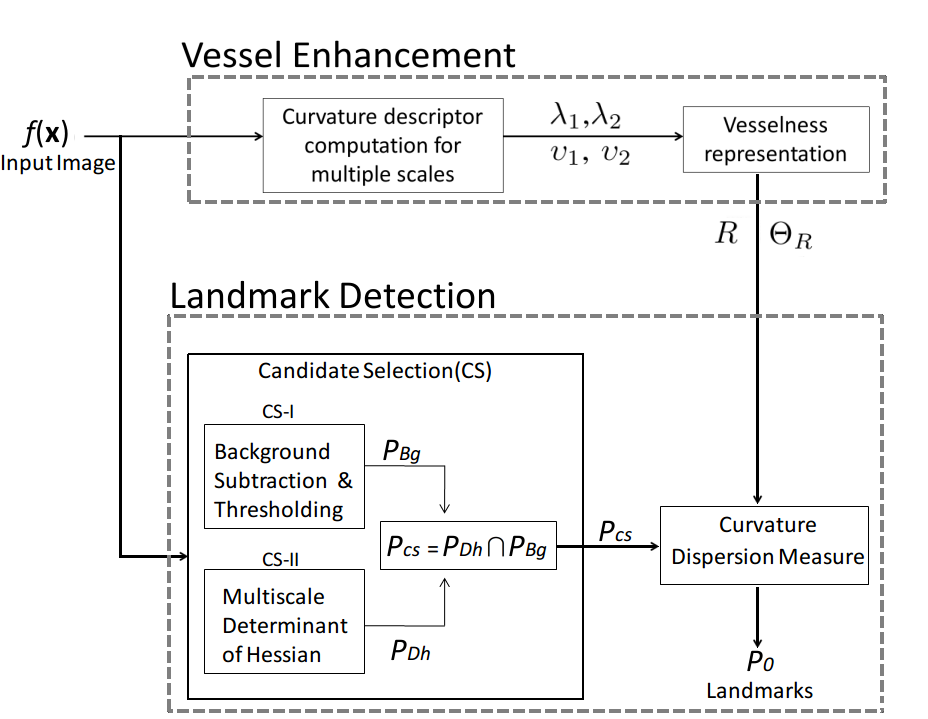 Vessel Enhancement
f(x)
Input Image
Curvature descriptor
computation for
multiple scales
λ1,λ2
υ1, υ2
Vesselness
representation
R
ΘR
Landmark Detection
Candidate Selection(CS)
CS-I
Background
Subtraction &
Thresholding
PBg
Pcs = PDh ∩ PBg
CS-II
Multiscale
Determinant
of Hessian
PDh
Pcs
Curvature
Dispersion Measure
P0
Landmarks